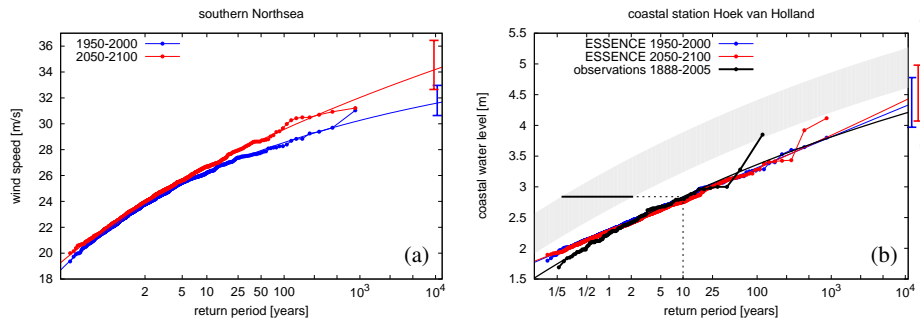 southern Northsea
36
34
32
30
28
26
24
22
20
18
wind speed [m/s]
1950-2000
2050-2100
(a)
2 5 10 25 50 100 10³ 10⁴
return period [years]
coastal station Hoek van Holland
5.5
5
4.5
4
3.5
3
2.5
2
1.5
coastal water level [m]
ESSENCE 1950-2000
ESSENCE 2050-2100
observations 1888-2005
(b)
1/5 1/2 1 2 5 10 25 100 10³ 10⁴
return period [years]